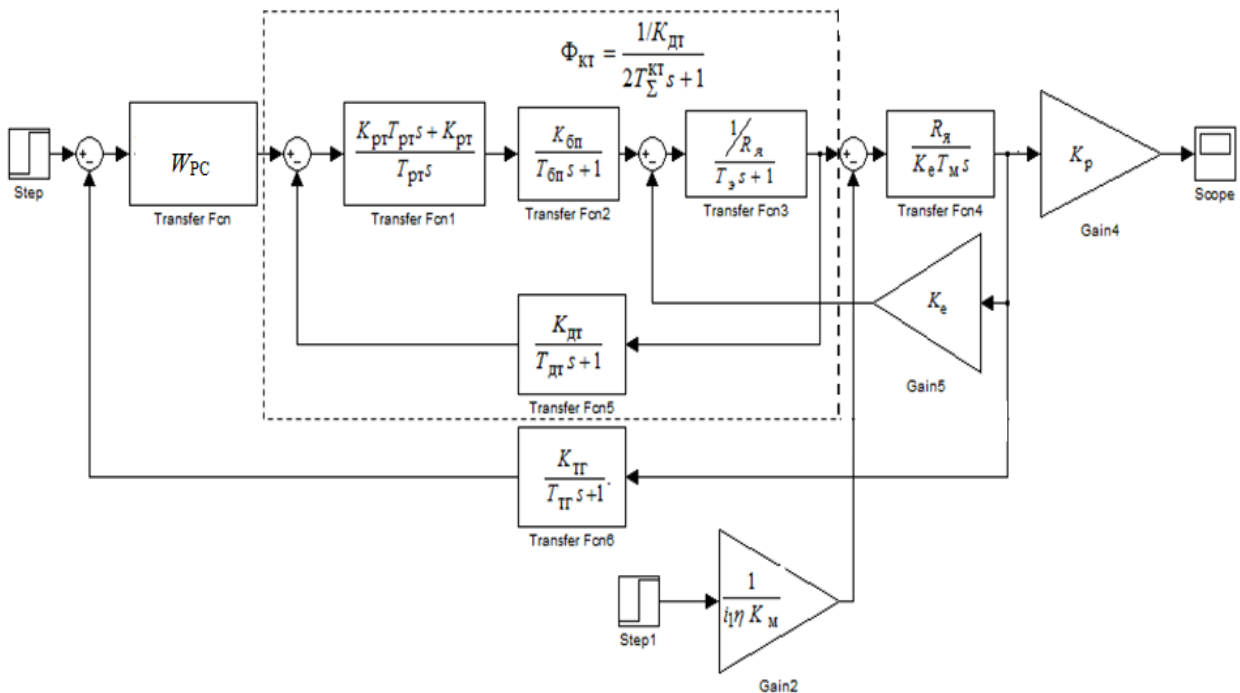 Φ_кт = (1/K_дт)/(2T_Σ^кт s + 1)
Step
W_РС
Transfer Fcn
(K_рт T_рт s + K_рт)/(T_рт s)
Transfer Fcn1
K_бп/(T_бп s + 1)
Transfer Fcn2
(1/R_я)/(T_э s + 1)
Transfer Fcn3
R_я/(K_e T_м s)
Transfer Fcn4
K_р
Gain4
Scope
K_дт/(T_дт s + 1)
Transfer Fcn5
K_e
Gain5
K_тг/(T_тг s+1).
Transfer Fcn6
Step1
1/(i₁η K_м)
Gain2